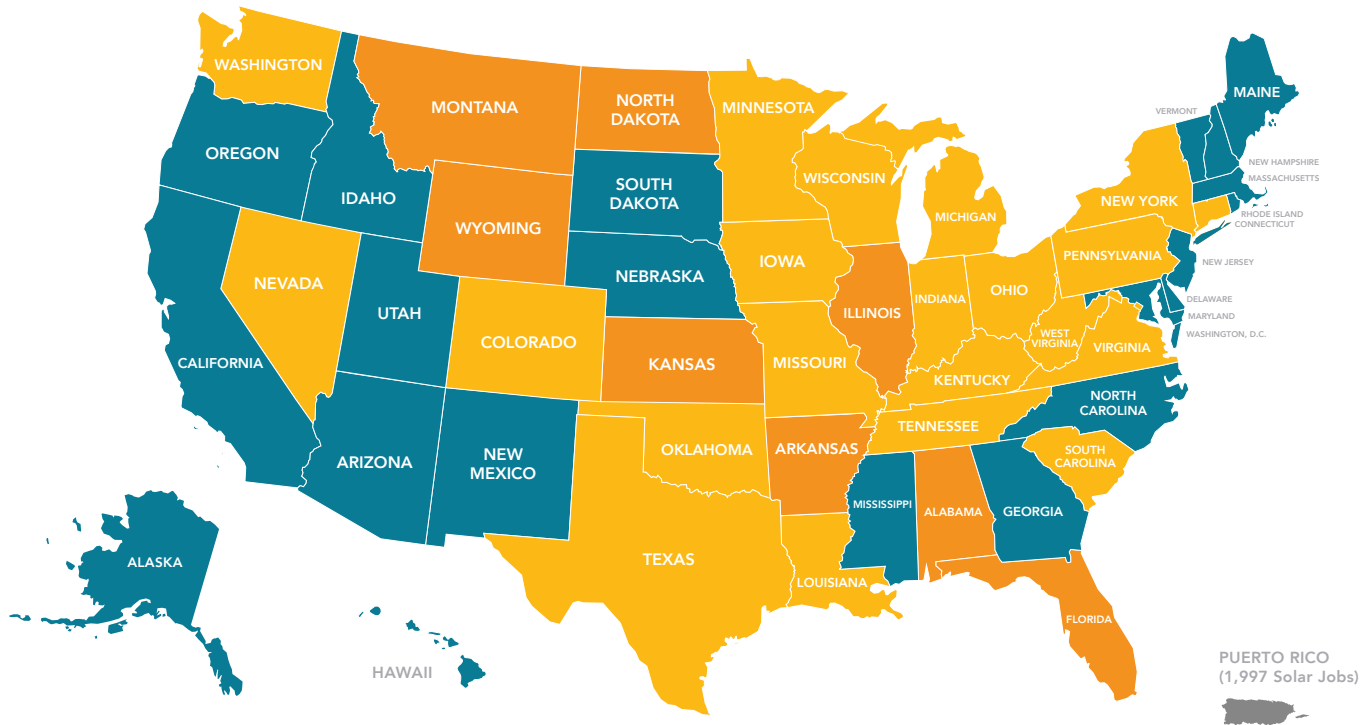 WASHINGTON
MONTANA
NORTH
DAKOTA
MINNESOTA
MAINE
VERMONT
OREGON
IDAHO
WYOMING
SOUTH
DAKOTA
WISCONSIN
MICHIGAN
NEW YORK
NEW HAMPSHIRE
MASSACHUSETTS
RHODE ISLAND
CONNECTICUT
NEVADA
UTAH
NEBRASKA
IOWA
ILLINOIS
INDIANA
OHIO
PENNSYLVANIA
NEW JERSEY
DELAWARE
MARYLAND
WASHINGTON, D.C.
CALIFORNIA
COLORADO
KANSAS
MISSOURI
KENTUCKY
WEST
VIRGINIA
VIRGINIA
ARIZONA
NEW
MEXICO
OKLAHOMA
ARKANSAS
TENNESSEE
NORTH
CAROLINA
SOUTH
CAROLINA
TEXAS
LOUISIANA
MISSISSIPPI
ALABAMA
GEORGIA
FLORIDA
ALASKA
HAWAII
PUERTO RICO
(1,997 Solar Jobs)